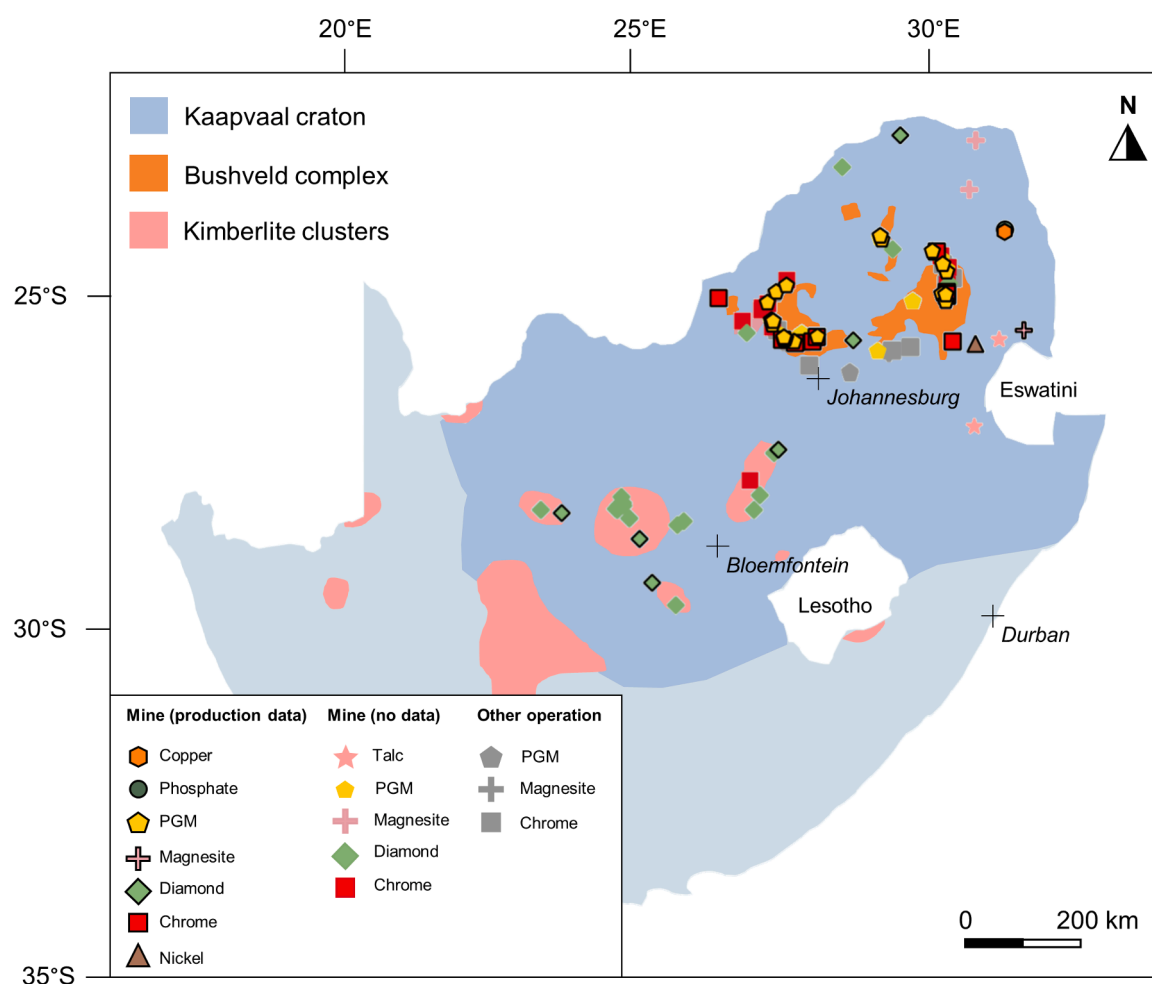 20°E
25°E
30°E
Kaapvaal craton
Bushveld complex
Kimberlite clusters
N
25°S
30°S
35°S
Johannesburg
Eswatini
Bloemfontein
Lesotho
Durban
Mine (production data)
Copper
Phosphate
PGM
Magnesite
Diamond
Chrome
Nickel
Mine (no data)
Talc
PGM
Magnesite
Diamond
Chrome
Other operation
PGM
Magnesite
Chrome
0
200 km